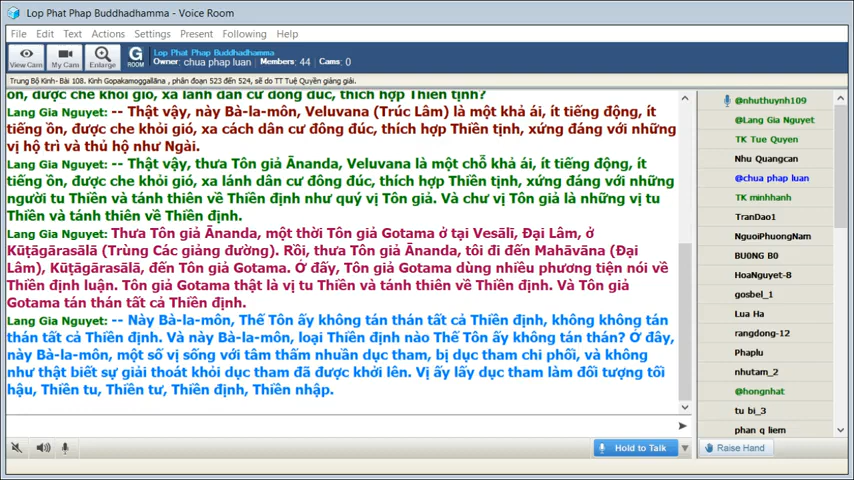 Lop Phat Phap Buddhadhamma - Voice Room
File Edit Text Actions Settings Present Following Help
View Cam My Cam Enlarge G ROOM
Lop Phat Phap Buddhadhamma
Owner: chua phap luan : Members: 44 Cams: 0
Trung Bộ Kinh- Bài 108. Kinh Gopakamoggallāna , phân đoạn 523 đến 524, sẽ do TT Tuệ Quyền giảng giải.
ồn, được che khỏi gió, xa lánh dân cư đông đúc, thích hợp Thiền tịnh?
Lang Gia Nguyet: -- Thật vậy, này Bà-la-môn, Veluvana (Trúc Lâm) là một khả ái, ít tiếng động, ít
tiếng ồn, được che khỏi gió, xa cách dân cư đông đúc, thích hợp Thiền tịnh, xứng đáng với những
vị hộ trì và thủ hộ như Ngài.
Lang Gia Nguyet: -- Thật vậy, thưa Tôn giả Ānanda, Veluvana là một chỗ khả ái, ít tiếng động, ít
tiếng ồn, được che khỏi gió, xa lánh dân cư đông đúc, thích hợp Thiền tịnh, xứng đáng với những
người tu Thiền và tánh thiên về Thiền định như quý vị Tôn giả. Và chư vị Tôn giả là những vị tu
Thiền và tánh thiên về Thiền định.
Lang Gia Nguyet: Thưa Tôn giả Ānanda, một thời Tôn giả Gotama ở tại Vesālī, Đại Lâm, ở
Kūṭāgārasālā (Trùng Các giảng đường). Rồi, thưa Tôn giả Ānanda, tôi đi đến Mahāvāna (Đại
Lâm), Kūṭāgārasālā, đến Tôn giả Gotama. Ở đấy, Tôn giả Gotama dùng nhiều phương tiện nói về
Thiền định luận. Tôn giả Gotama thật là vị tu Thiền và tánh thiên về Thiền định. Và Tôn giả
Gotama tán thán tất cả Thiền định.
Lang Gia Nguyet: -- Này Bà-la-môn, Thế Tôn ấy không tán thán tất cả Thiền định, không không tán
thán tất cả Thiền định. Và này Bà-la-môn, loại Thiền định nào Thế Tôn ấy không tán thán? Ở đây,
này Bà-la-môn, một số vị sống với tâm thấm nhuần dục tham, bị dục tham chi phối, và không
như thật biết sự giải thoát khỏi dục tham đã được khởi lên. Vị ấy lấy dục tham làm đối tượng tối
hậu, Thiền tu, Thiền tư, Thiền định, Thiền nhập.
@nhuthuynh109
@Lang Gia Nguyet
TK Tue Quyen
Nhu Quangcan
@chua phap luan
TK minhhanh
TranDao1
NguoiPhuongNam
BU0NG B0
HoaNguyet-8
gosbel_1
Lua Ha
rangdong-12
Phaplu
nhutam_2
@hongnhat
tu bi_3
phan q liem
Hold to Talk
Raise Hand